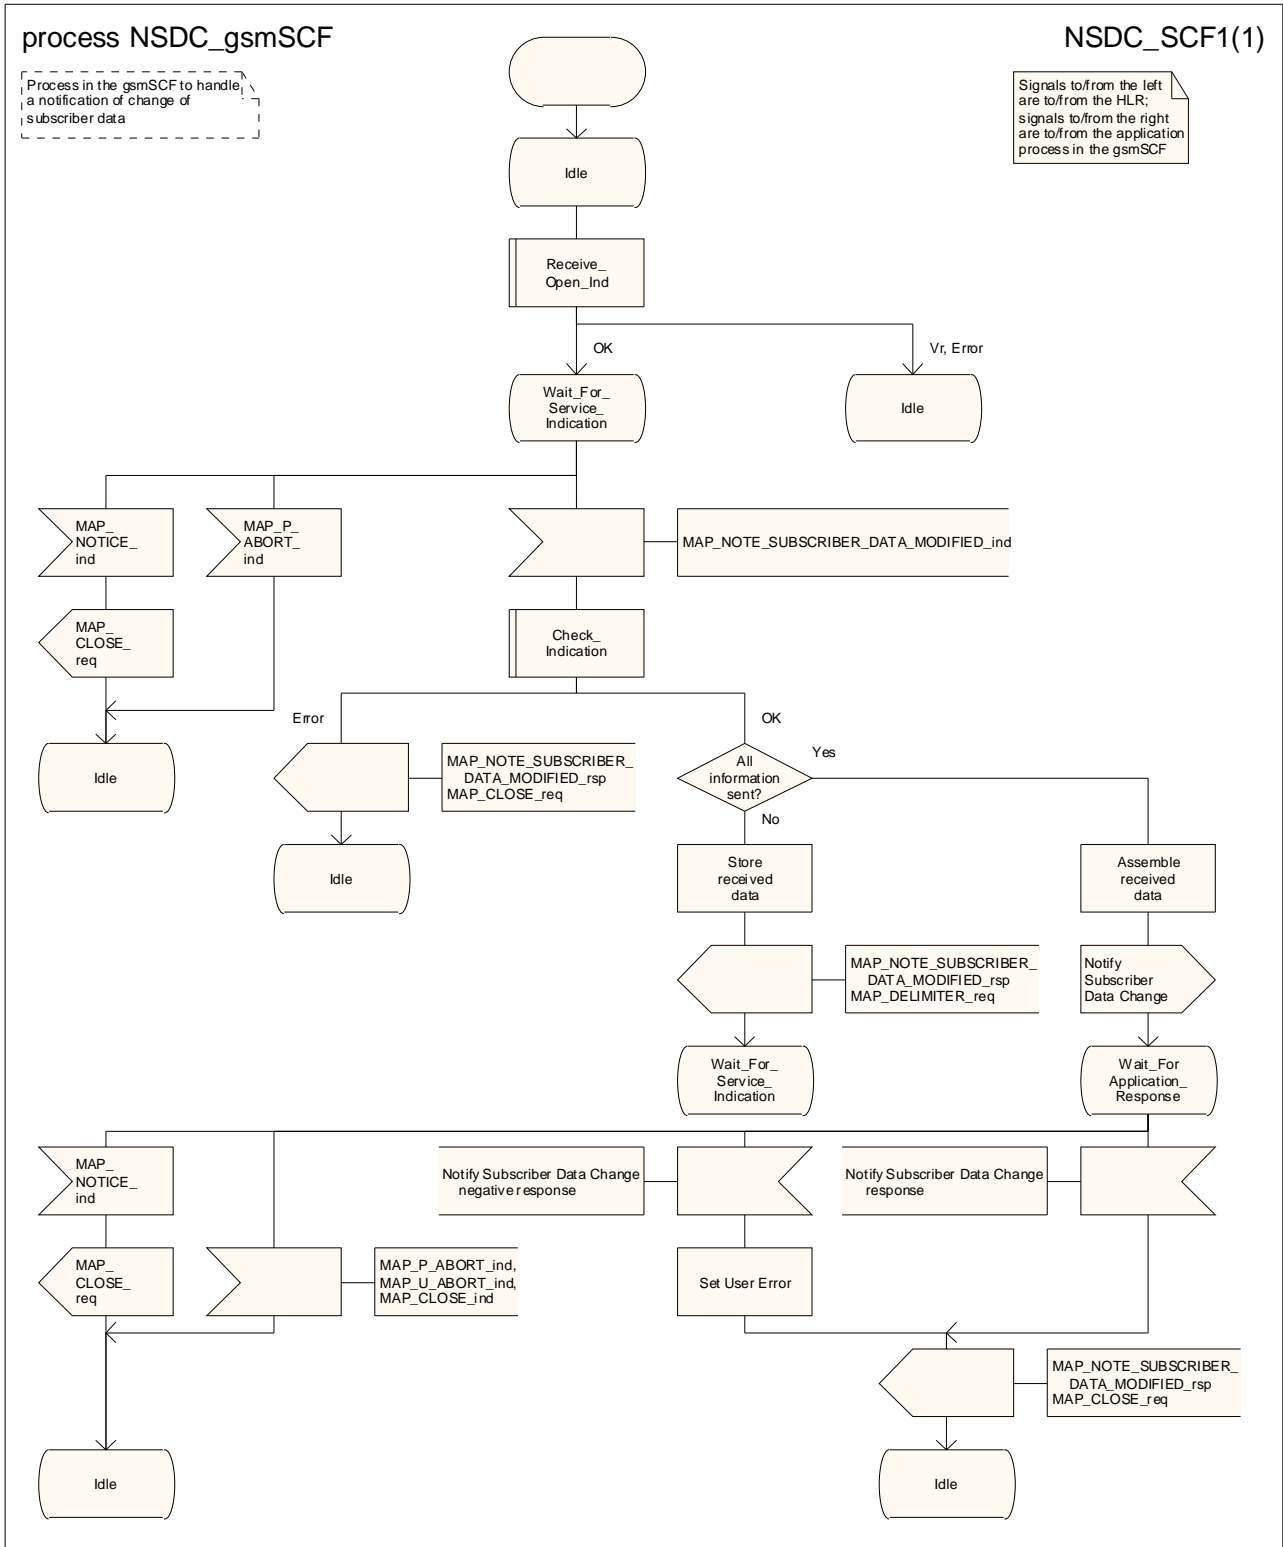 process NSDC_gsmSCF
NSDC_SCF1(1)
Process in the gsmSCF to handle
a notification of change of
subscriber data
Signals to/from the left
are to/from the HLR;
signals to/from the right
are to/from the application
process in the gsmSCF
Idle
Receive_
Open_Ind
OK
Vr, Error
Wait_For_
Service_
Indication
Idle
MAP_
NOTICE_
ind
MAP_P_
ABORT_
ind
MAP_NOTE_SUBSCRIBER_DATA_MODIFIED_ind
MAP_
CLOSE_
req
Check_
Indication
Error
OK
Idle
MAP_NOTE_SUBSCRIBER_
DATA_MODIFIED_rsp
MAP_CLOSE_req
All
information
sent?
Yes
No
Idle
Store
received
data
Assemble
received
data
MAP_NOTE_SUBSCRIBER_
DATA_MODIFIED_rsp
MAP_DELIMITER_req
Notify
Subscriber
Data Change
Wait_For_
Service_
Indication
Wait_For
Application_
Response
MAP_
NOTICE_
ind
Notify Subscriber Data Change
negative response
Notify Subscriber Data Change
response
MAP_
CLOSE_
req
MAP_P_ABORT_ind,
MAP_U_ABORT_ind,
MAP_CLOSE_ind
Set User Error
MAP_NOTE_SUBSCRIBER_
DATA_MODIFIED_rsp
MAP_CLOSE_req
Idle
Idle